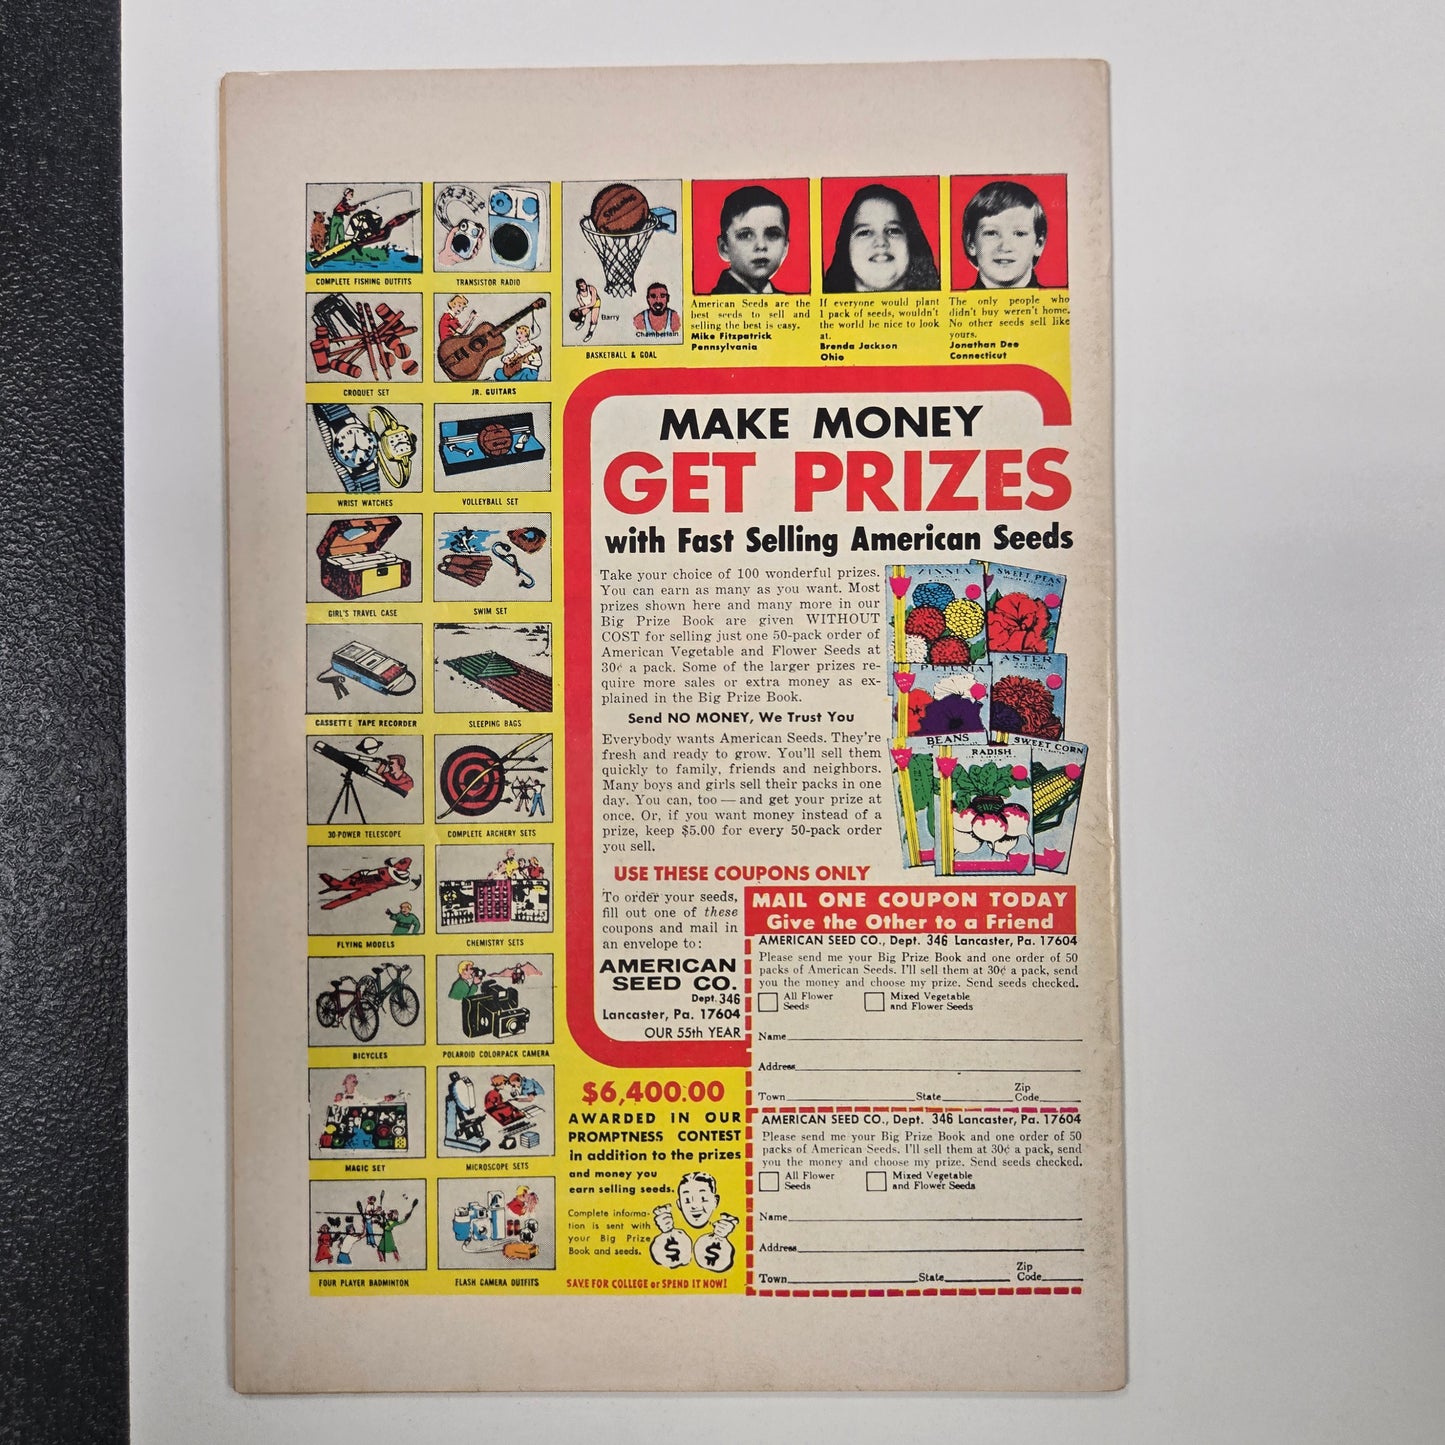 COMPLETE FISHING OUTFITS
TRANSISTOR RADIO
SPALDING
Barry
Chamberlain
BASKETBALL & GOAL
CROQUET SET
JR. GUITARS
WRIST WATCHES
VOLLEYBALL SET
GIRL'S TRAVEL CASE
SWIM SET
CASSETTE TAPE RECORDER
SLEEPING BAGS
30-POWER TELESCOPE
COMPLETE ARCHERY SETS
FLYING MODELS
CHEMISTRY SETS
BICYCLES
POLAROID COLORPACK CAMERA
MAGIC SET
MICROSCOPE SETS
FOUR PLAYER BADMINTON
FLASH CAMERA OUTFITS
American Seeds are the
best seeds to sell and
selling the best is easy.
Mike Fitzpatrick
Pennsylvania
If everyone would plant
1 pack of seeds, wouldn't
the world be nice to look
at.
Brenda Jackson
Ohio
The only people who
didn't buy weren't home.
No other seeds sell like
yours.
Jonathan Dee
Connecticut
MAKE MONEY
GET PRIZES
with Fast Selling American Seeds
Take your choice of 100 wonderful prizes.
You can earn as many as you want. Most
prizes shown here and many more in our
Big Prize Book are given WITHOUT
COST for selling just one 50-pack order of
American Vegetable and Flower Seeds at
30¢ a pack. Some of the larger prizes re-
quire more sales or extra money as ex-
plained in the Big Prize Book.
Send NO MONEY, We Trust You
Everybody wants American Seeds. They're
fresh and ready to grow. You'll sell them
quickly to family, friends and neighbors.
Many boys and girls sell their packs in one
day. You can, too — and get your prize at
once. Or, if you want money instead of a
prize, keep $5.00 for every 50-pack order
you sell.
ZINNIA
SWEET PEAS
PETUNIA
ASTER
BEANS
RADISH
SWEET CORN
USE THESE COUPONS ONLY
To order your seeds,
fill out one of these
coupons and mail in
an envelope to:
AMERICAN
SEED CO.
Dept. 346
Lancaster, Pa. 17604
OUR 55th YEAR
MAIL ONE COUPON TODAY
Give the Other to a Friend
AMERICAN SEED CO., Dept. 346 Lancaster, Pa. 17604
Please send me your Big Prize Book and one order of 50
packs of American Seeds. I'll sell them at 30¢ a pack, send
you the money and choose my prize. Send seeds checked.
All Flower
Seeds
Mixed Vegetable
and Flower Seeds
Name
Address
Town State Zip Code
AMERICAN SEED CO., Dept. 346 Lancaster, Pa. 17604
Please send me your Big Prize Book and one order of 50
packs of American Seeds. I'll sell them at 30¢ a pack, send
you the money and choose my prize. Send seeds checked.
All Flower
Seeds
Mixed Vegetable
and Flower Seeds
Name
Address
Town State Zip Code
$6,400.00
AWARDED IN OUR
PROMPTNESS CONTEST
in addition to the prizes
and money you
earn selling seeds.
Complete informa-
tion is sent with
your Big Prize
Book and seeds.
$ $
SAVE FOR COLLEGE or SPEND IT NOW!